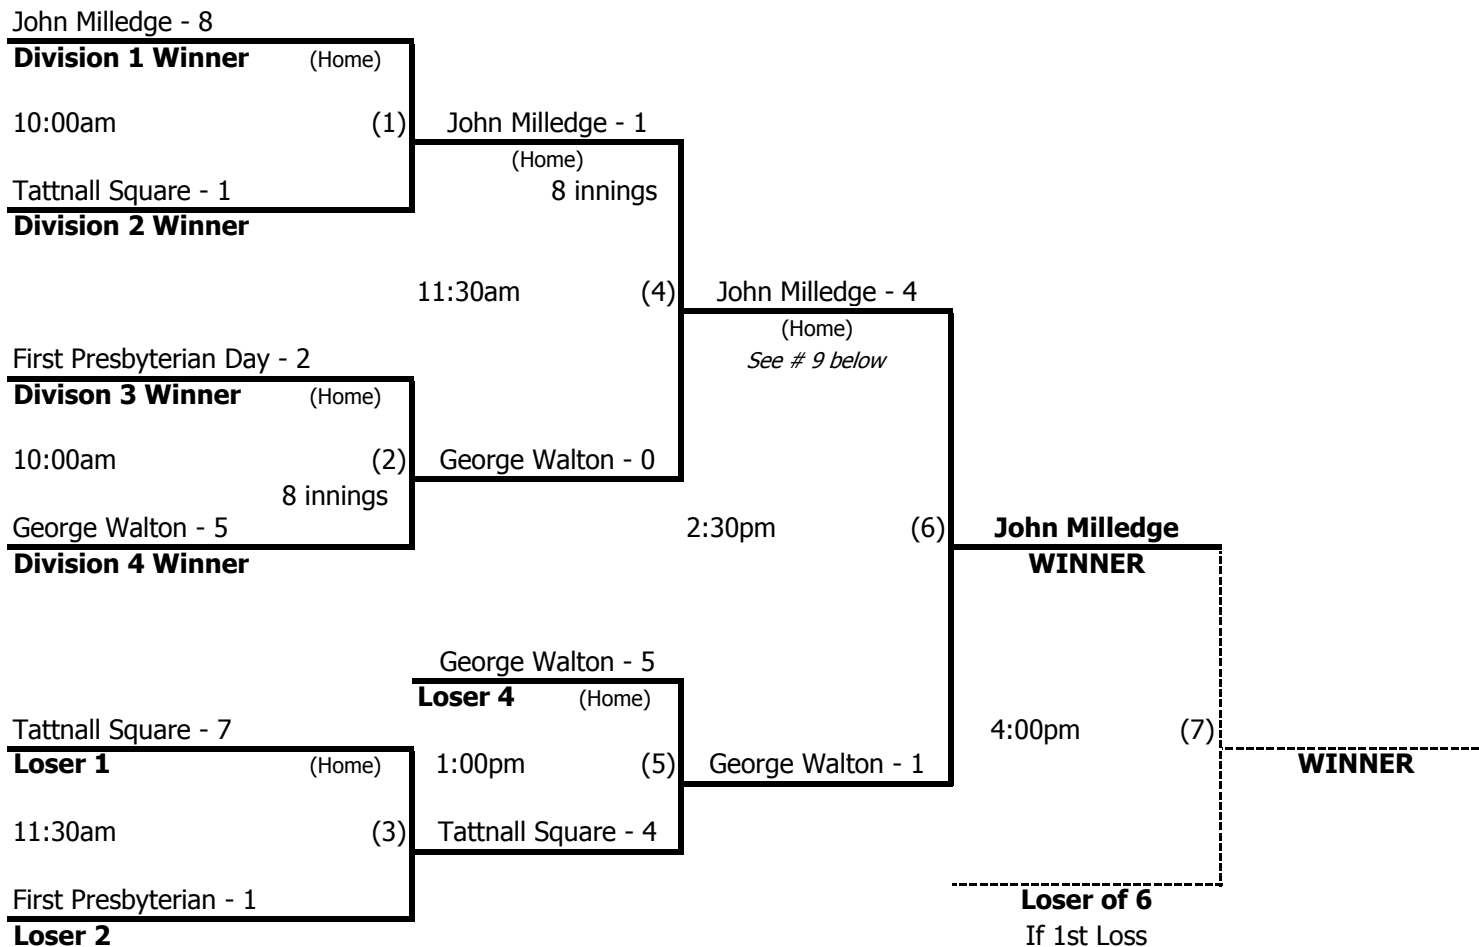 John Milledge - 8
Division 1 Winner (Home)
10:00am (1) John Milledge - 1
(Home)
Tattnall Square - 1 8 innings
Division 2 Winner
11:30am (4) John Milledge - 4
(Home)
First Presbyterian Day - 2 See # 9 below
Divison 3 Winner (Home)
10:00am (2) George Walton - 0
8 innings
George Walton - 5 2:30pm (6) John Milledge
Division 4 Winner WINNER
George Walton - 5
Loser 4 (Home)
Tattnall Square - 7 4:00pm (7)
Loser 1 (Home) 1:00pm (5) George Walton - 1 WINNER
11:30am (3) Tattnall Square - 4
First Presbyterian - 1 Loser of 6
Loser 2 If 1st Loss